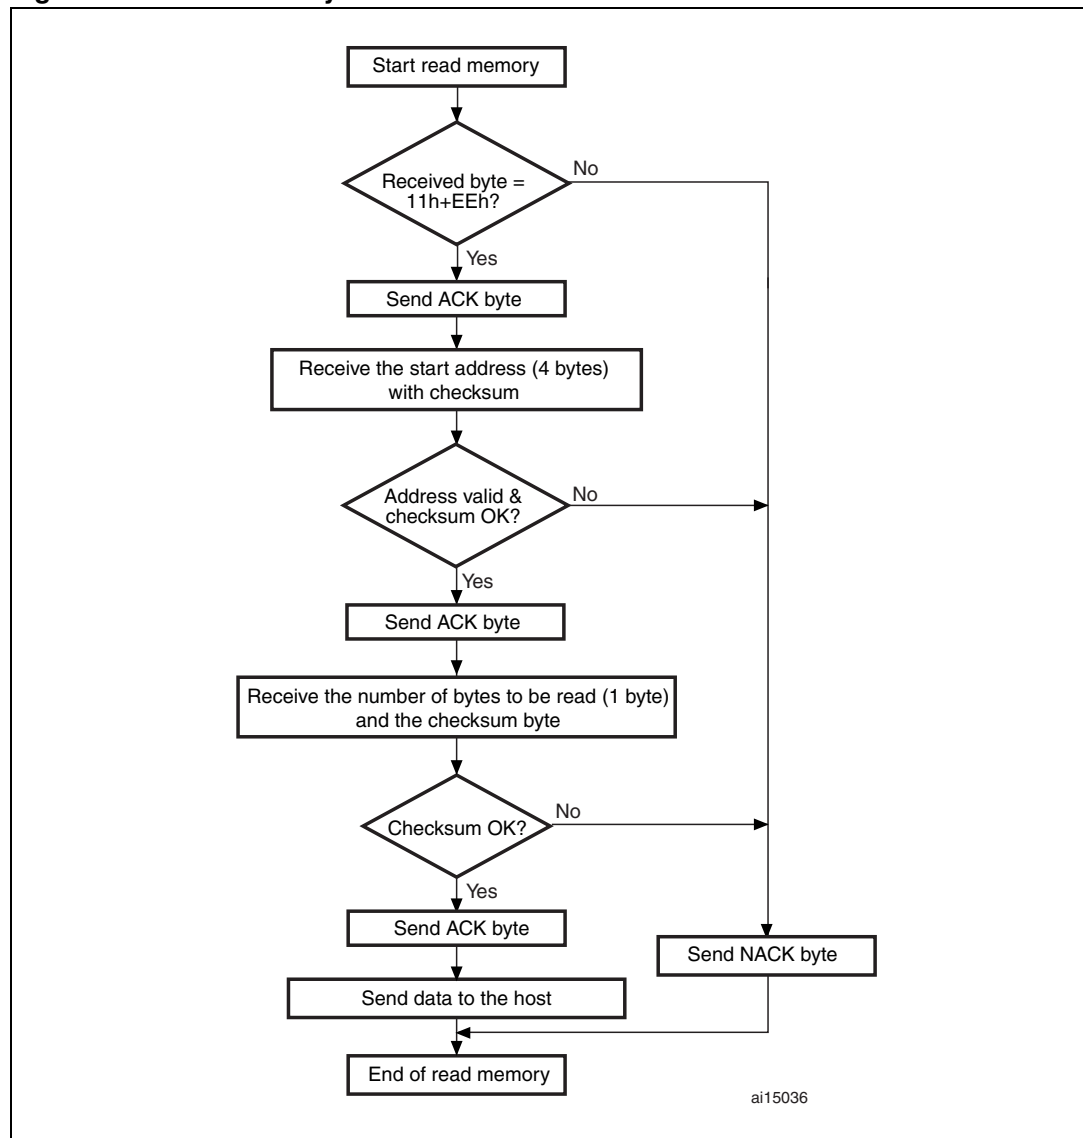 Start read memory
Received byte =
11h+EEh?
No
Yes
Send ACK byte
Receive the start address (4 bytes)
with checksum
Address valid &
checksum OK?
No
Yes
Send ACK byte
Receive the number of bytes to be read (1 byte)
and the checksum byte
Checksum OK?
No
Yes
Send ACK byte
Send NACK byte
Send data to the host
End of read memory
ai15036